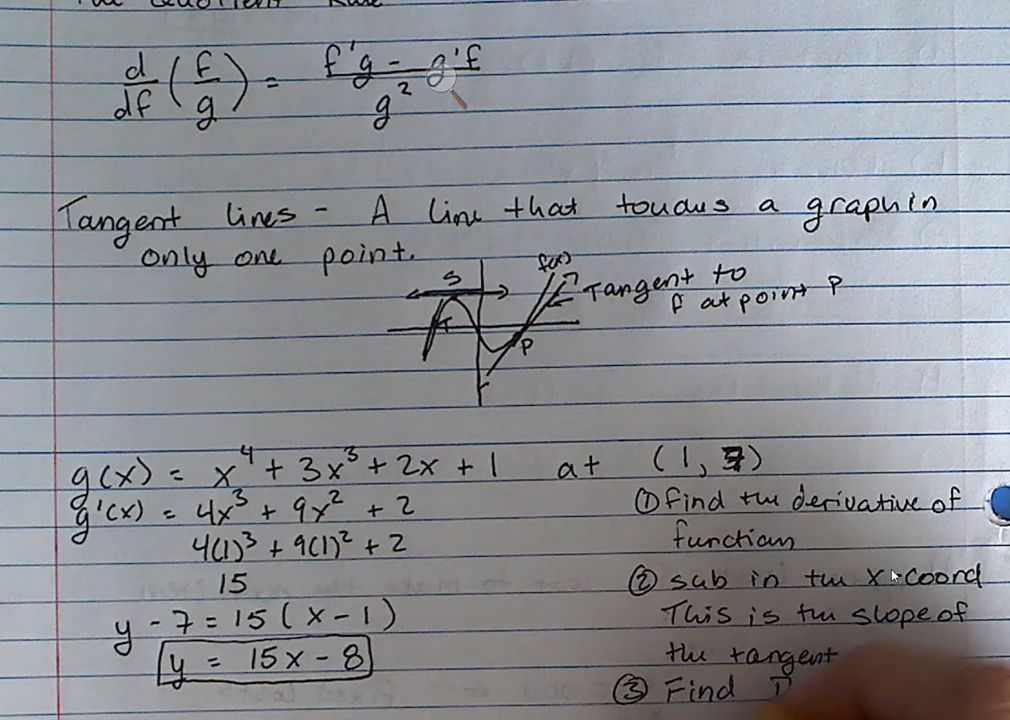 The Quotient Rule
d/df (f/g) = (f'g - g'f)/g²
Tangent lines - A line that touches a graph in
only one point.
S
f(x)
Tangent to
f at point P
P
g(x) = x⁴ + 3x³ + 2x + 1 at (1, 7)
g'(x) = 4x³ + 9x² + 2
4(1)³ + 9(1)² + 2
15
y - 7 = 15(x - 1)
y = 15x - 8
① Find the derivative of
function
② sub in the x-coord
This is the slope of
the tangent
③ Find